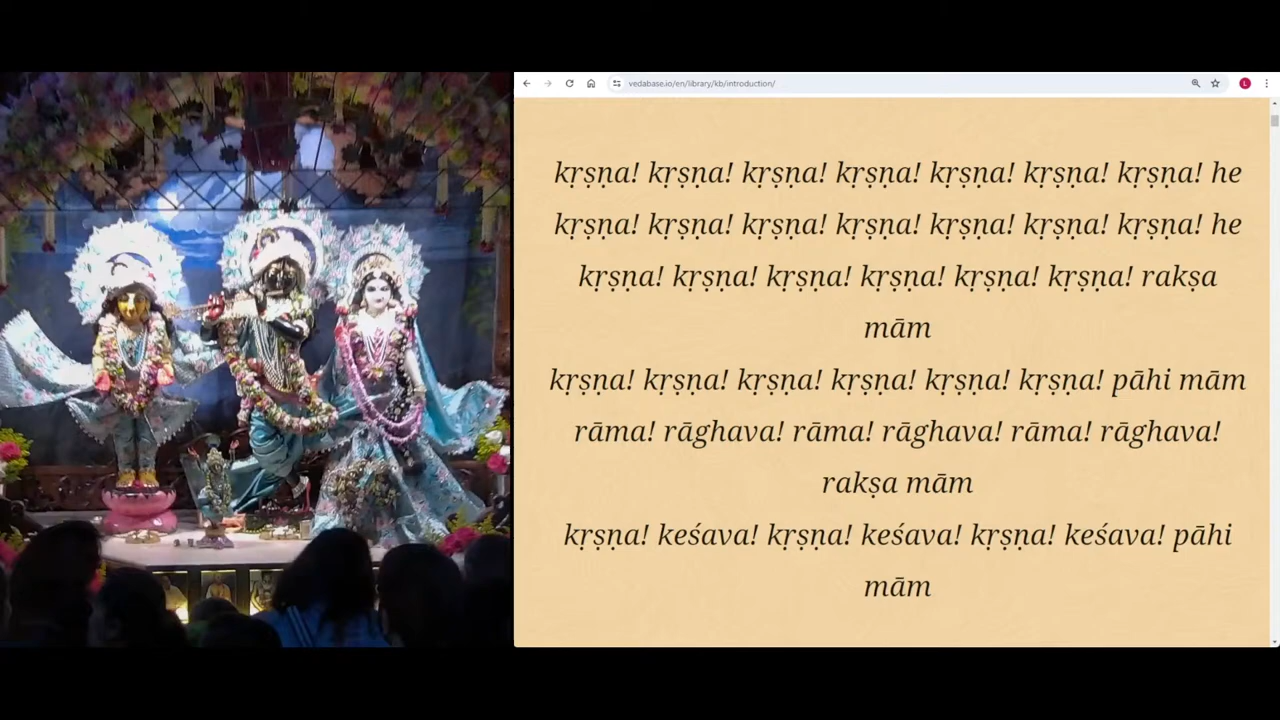 vedabase.io/en/library/kb/introduction/
L
kṛṣṇa! kṛṣṇa! kṛṣṇa! kṛṣṇa! kṛṣṇa! kṛṣṇa! kṛṣṇa! he
kṛṣṇa! kṛṣṇa! kṛṣṇa! kṛṣṇa! kṛṣṇa! kṛṣṇa! kṛṣṇa! he
kṛṣṇa! kṛṣṇa! kṛṣṇa! kṛṣṇa! kṛṣṇa! kṛṣṇa! rakṣa
mām
kṛṣṇa! kṛṣṇa! kṛṣṇa! kṛṣṇa! kṛṣṇa! kṛṣṇa! pāhi mām
rāma! rāghava! rāma! rāghava! rāma! rāghava!
rakṣa mām
kṛṣṇa! keśava! kṛṣṇa! keśava! kṛṣṇa! keśava! pāhi
mām